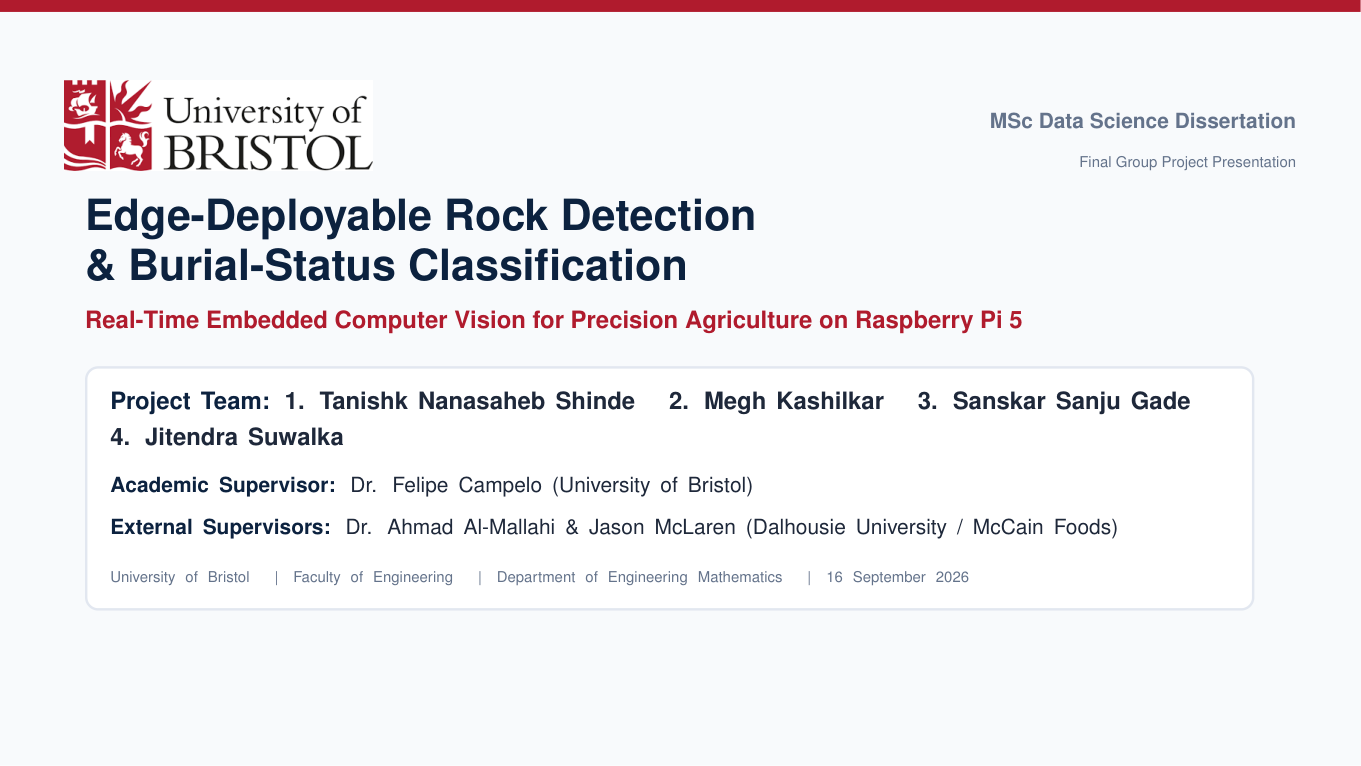 University of
BRISTOL
MSc Data Science Dissertation
Final Group Project Presentation
Edge-Deployable Rock Detection
& Burial-Status Classification
Real-Time Embedded Computer Vision for Precision Agriculture on Raspberry Pi 5
Project Team: 1. Tanishk Nanasaheb Shinde 2. Megh Kashilkar 3. Sanskar Sanju Gade
4. Jitendra Suwalka
Academic Supervisor: Dr. Felipe Campelo (University of Bristol)
External Supervisors: Dr. Ahmad Al-Mallahi & Jason McLaren (Dalhousie University / McCain Foods)
University of Bristol | Faculty of Engineering | Department of Engineering Mathematics | 16 September 2026